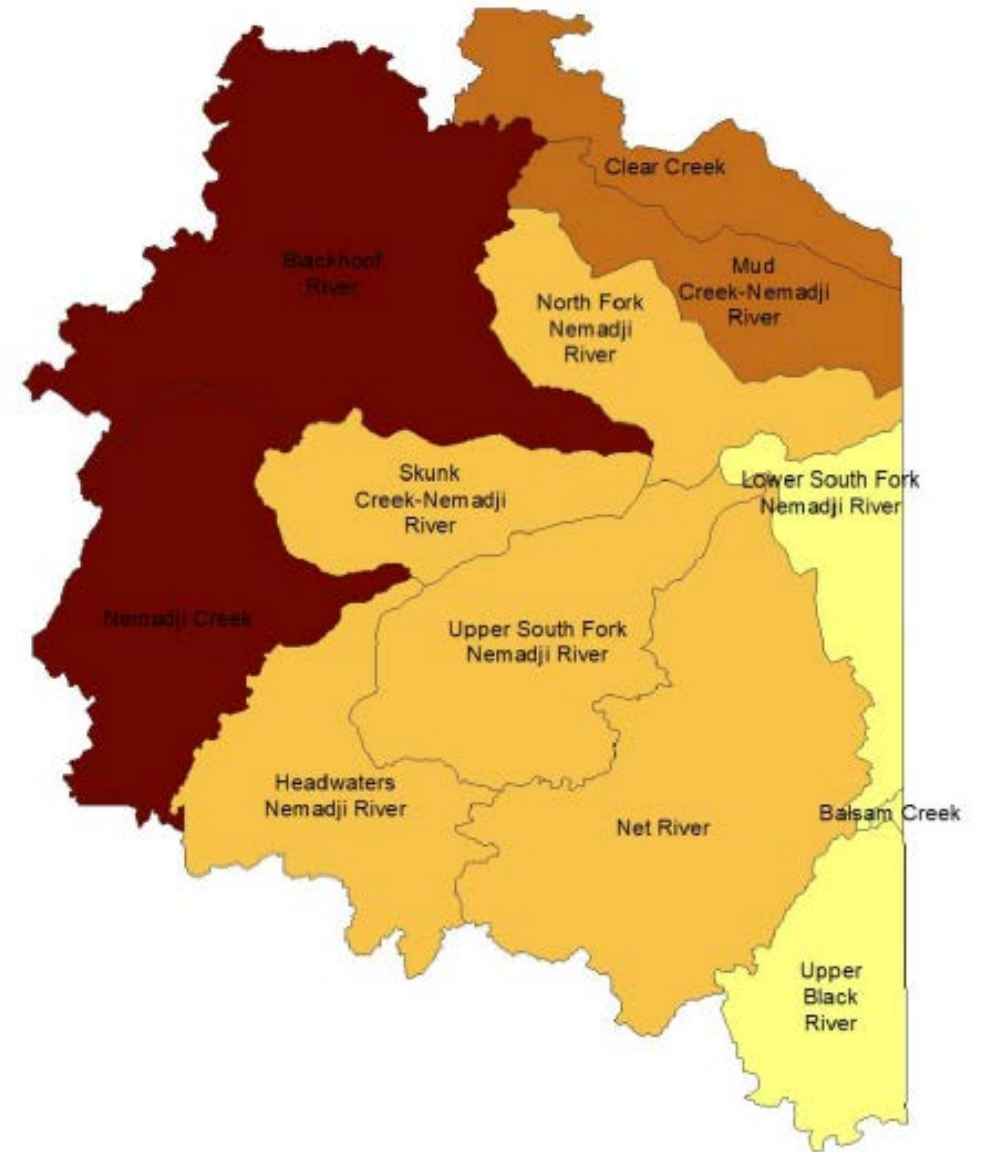 Clear Creek
Blackhoof
River
Mud
Creek-Nemadji
River
North Fork
Nemadji
River
Skunk
Creek-Nemadji
River
Lower South Fork
Nemadji River
Nemadji Creek
Upper South Fork
Nemadji River
Headwaters
Nemadji River
Net River
Balsam Creek
Upper
Black
River